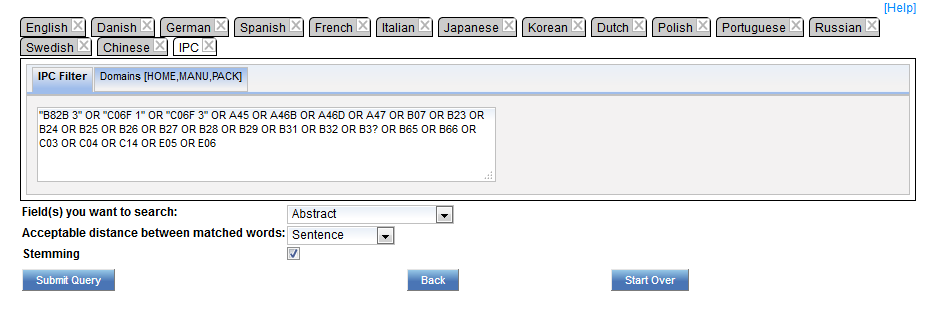 [Help]
English Danish German Spanish French Italian Japanese Korean Dutch Polish Portuguese Russian
Swedish Chinese IPC
IPC Filter Domains [HOME,MANU,PACK]
"B82B 3" OR "C06F 1" OR "C06F 3" OR A45 OR A46B OR A46D OR A47 OR B07 OR B23 OR
B24 OR B25 OR B26 OR B27 OR B28 OR B29 OR B31 OR B32 OR B3? OR B65 OR B66 OR
C03 OR C04 OR C14 OR E05 OR E06
Field(s) you want to search: Abstract
Acceptable distance between matched words: Sentence
Stemming
Submit Query Back Start Over